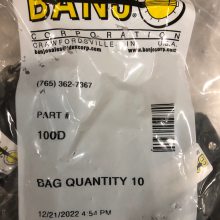 BANJO
CORPORATION
CRAWFORDSVILLE IN U.S.A.
(765) 362-7367
PART #
100D
BAG QUANTITY 10
12/21/2022 4:54 PM